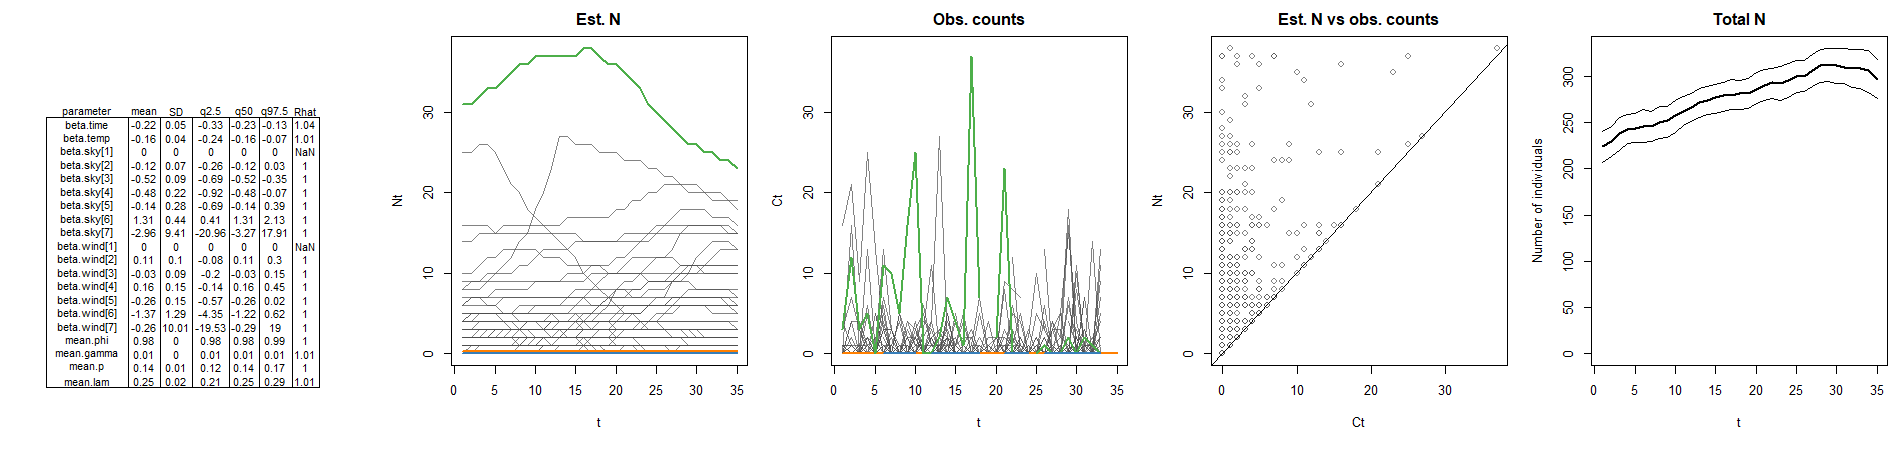 parameter mean SD q2.5 q50 q97.5 Rhat
beta.time -0.22 0.05 -0.33 -0.23 -0.13 1.04
beta.temp -0.16 0.04 -0.24 -0.16 -0.07 1.01
beta.sky[1] 0 0 0 0 0 NaN
beta.sky[2] -0.12 0.07 -0.26 -0.12 0.03 1
beta.sky[3] -0.52 0.09 -0.69 -0.52 -0.35 1
beta.sky[4] -0.48 0.22 -0.92 -0.48 -0.07 1
beta.sky[5] -0.14 0.28 -0.69 -0.14 0.39 1
beta.sky[6] 1.31 0.44 0.41 1.31 2.13 1
beta.sky[7] -2.96 9.41 -20.96 -3.27 17.91 1
beta.wind[1] 0 0 0 0 0 NaN
beta.wind[2] 0.11 0.1 -0.08 0.11 0.3 1
beta.wind[3] -0.03 0.09 -0.2 -0.03 0.15 1
beta.wind[4] 0.16 0.15 -0.14 0.16 0.45 1
beta.wind[5] -0.26 0.15 -0.57 -0.26 0.02 1
beta.wind[6] -1.37 1.29 -4.35 -1.22 0.62 1
beta.wind[7] -0.26 10.01 -19.53 -0.29 19 1
mean.phi 0.98 0 0.98 0.98 0.99 1
mean.gamma 0.01 0 0.01 0.01 0.01 1.01
mean.p 0.14 0.01 0.12 0.14 0.17 1
mean.lam 0.25 0.02 0.21 0.25 0.29 1.01
Est. N
Nt
30
20
10
0
0 5 10 15 20 25 30 35
t
Obs. counts
Ct
30
20
10
0
0 5 10 15 20 25 30 35
t
Est. N vs obs. counts
Nt
30
20
10
0
0 10 20 30
Ct
Total N
Number of individuals
300
250
200
150
100
50
0
0 5 10 15 20 25 30 35
t